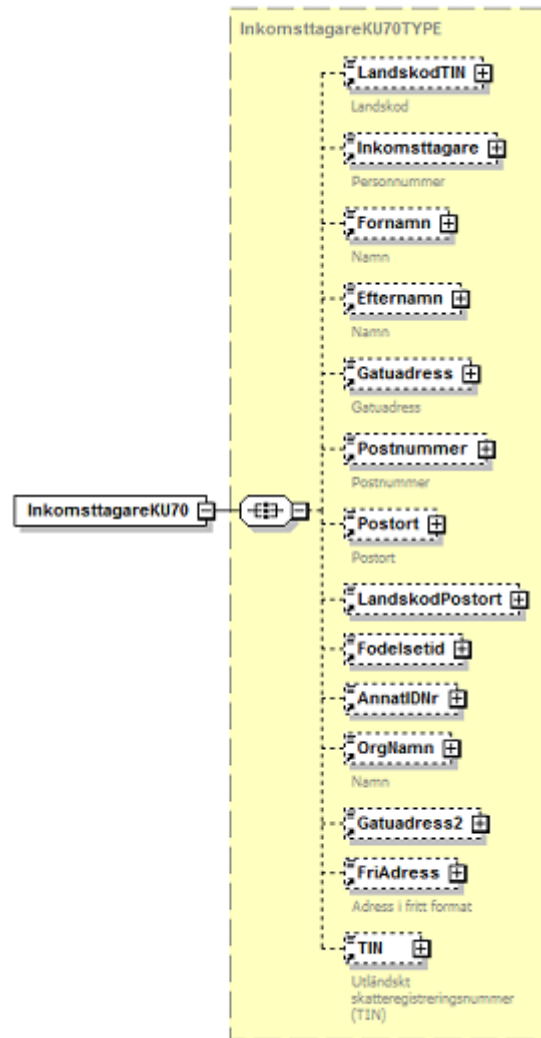 InkomsttagareKU70TYPE
LandskodTIN
Landskod
Inkomsttagare
Personnummer
Fornamn
Namn
Efternamn
Namn
Gatuadress
Gatuadress
Postnummer
Postnummer
InkomsttagareKU70
Postort
Postort
LandskodPostort
Fodelsetid
AnnatIDNr
OrgNamn
Namn
Gatuadress2
FriAdress
Adress i fritt format
TIN
Utländskt
skatteregistreringsnummer
(TIN)